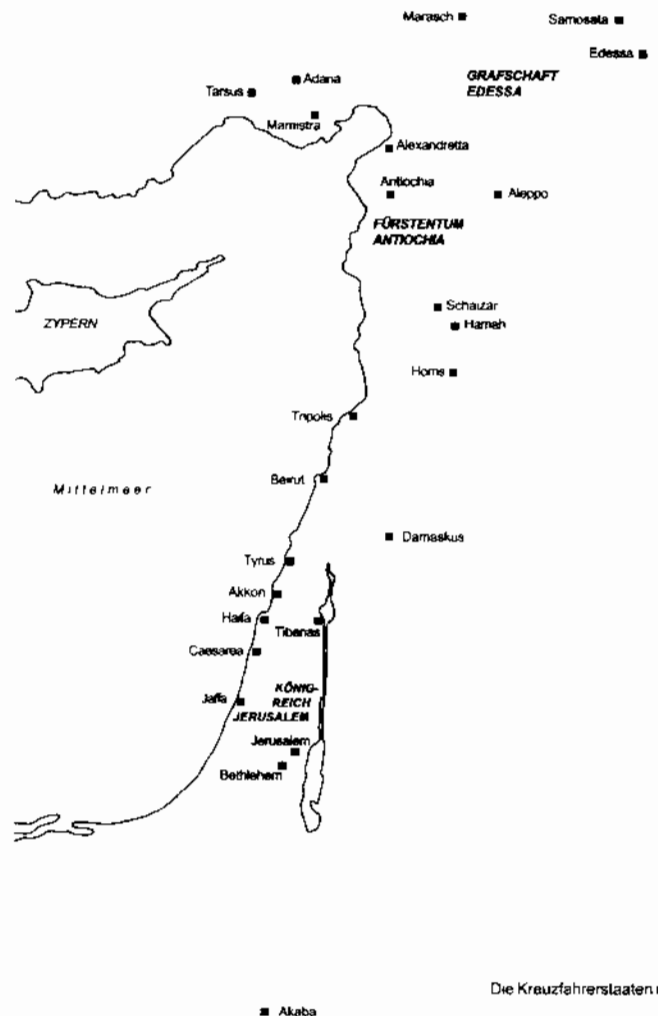 Marasch
Samosata
Edessa
GRAFSCHAFT
EDESSA
Adana
Tarsus
Mamistra
Alexandretta
Antiochia
Aleppo
FÜRSTENTUM
ANTIOCHIA
Schaizar
Hamah
ZYPERN
Homs
Tripolis
Beirut
Mittelmeer
Damaskus
Tyrus
Akkon
Haifa
Tiberias
Caesarea
KÖNIG-
REICH
JERUSALEM
Jaffa
Jerusalem
Bethlehem
Die Kreuzfahrerstaaten
Akaba